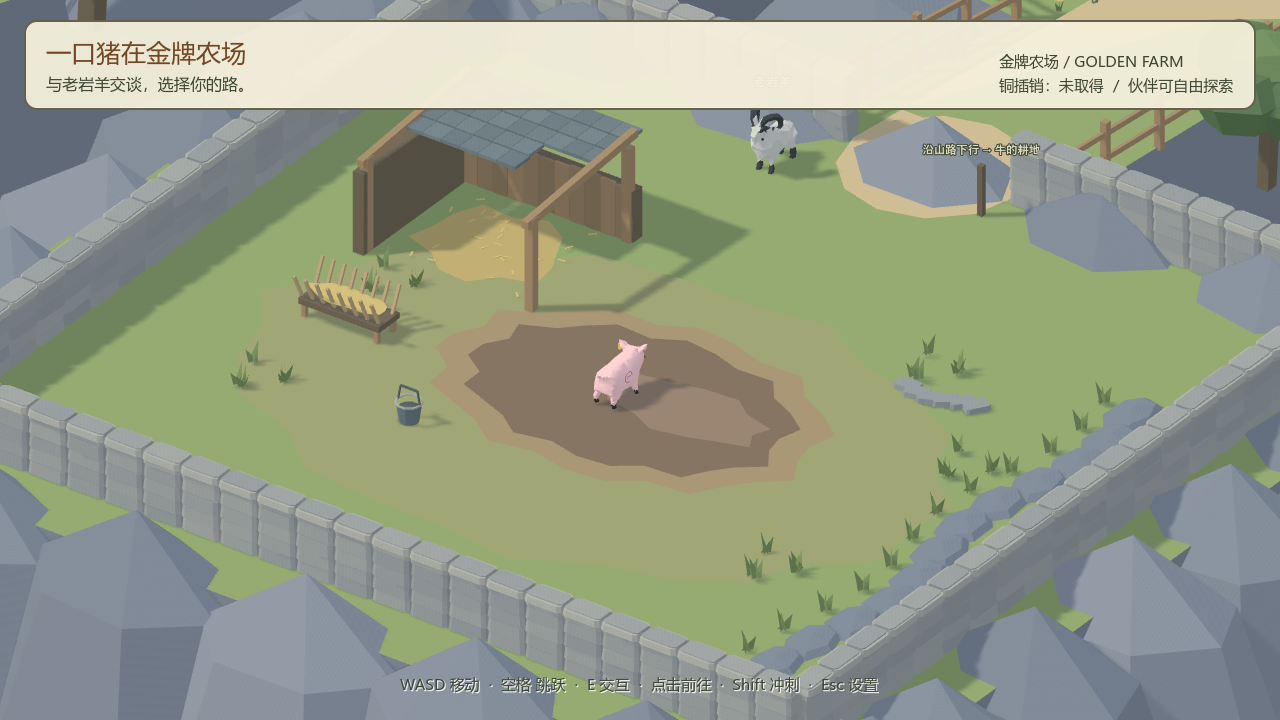 一口猪在金牌农场
与老岩羊交谈，选择你的路。
金牌农场 / GOLDEN FARM
铜插销：未取得 / 伙伴可自由探索
沿山路下行 → 牛的耕地
WASD 移动 · 空格 跳跃 · E 交互 · 点击前往 · Shift 冲刺 · Esc 设置